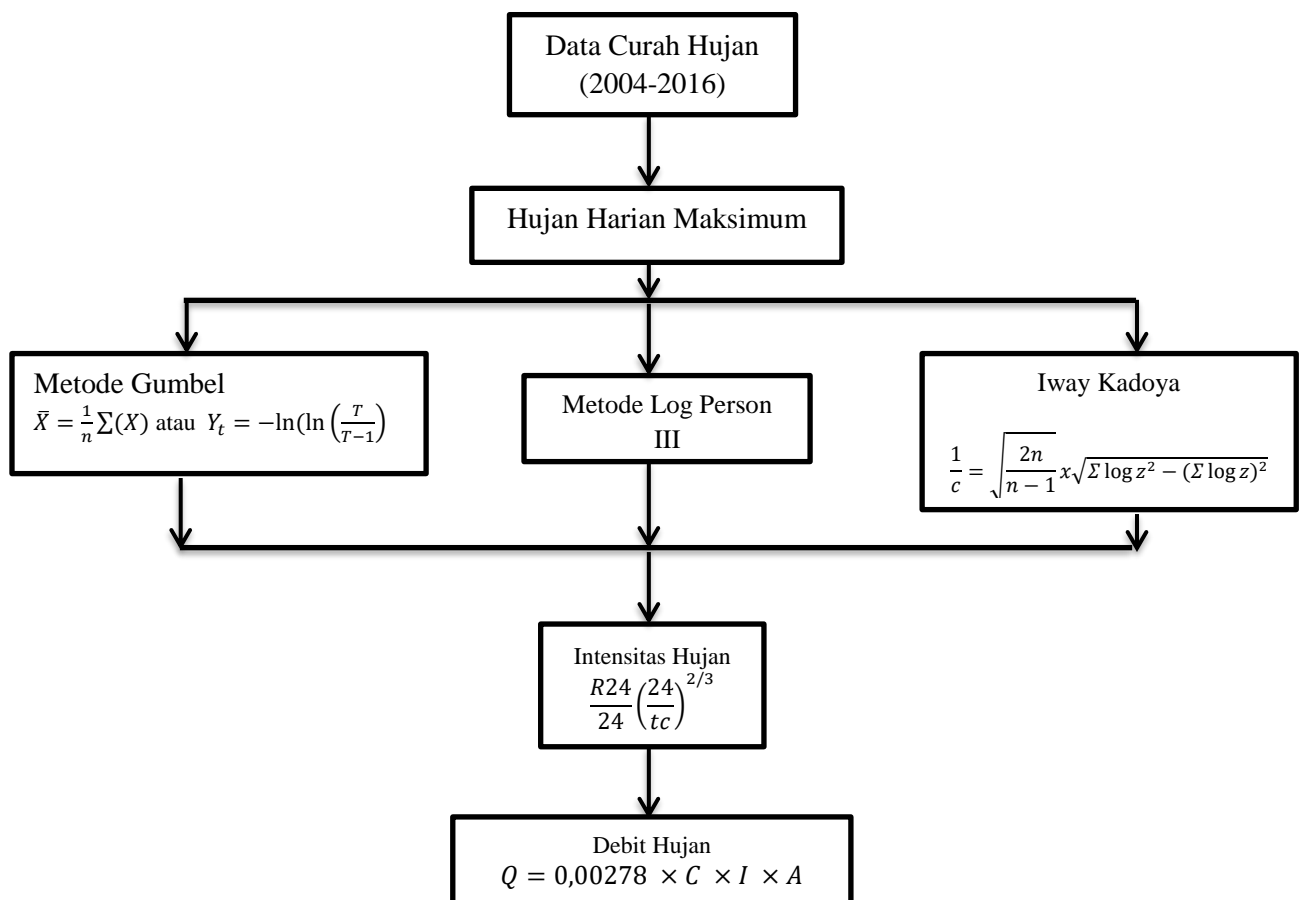 Data Curah Hujan
(2004-2016)
Hujan Harian Maksimum
Metode Gumbel
X̄ = 1/n ∑(X) atau Y_t = −ln(ln (T/(T−1))
Metode Log Person
III
Iway Kadoya
1/c = √(2n/(n − 1)) x√(Σ log z² − (Σ log z)²)
Intensitas Hujan
R24/24 (24/tc)^2/3
Debit Hujan
Q = 0,00278 × C × I × A